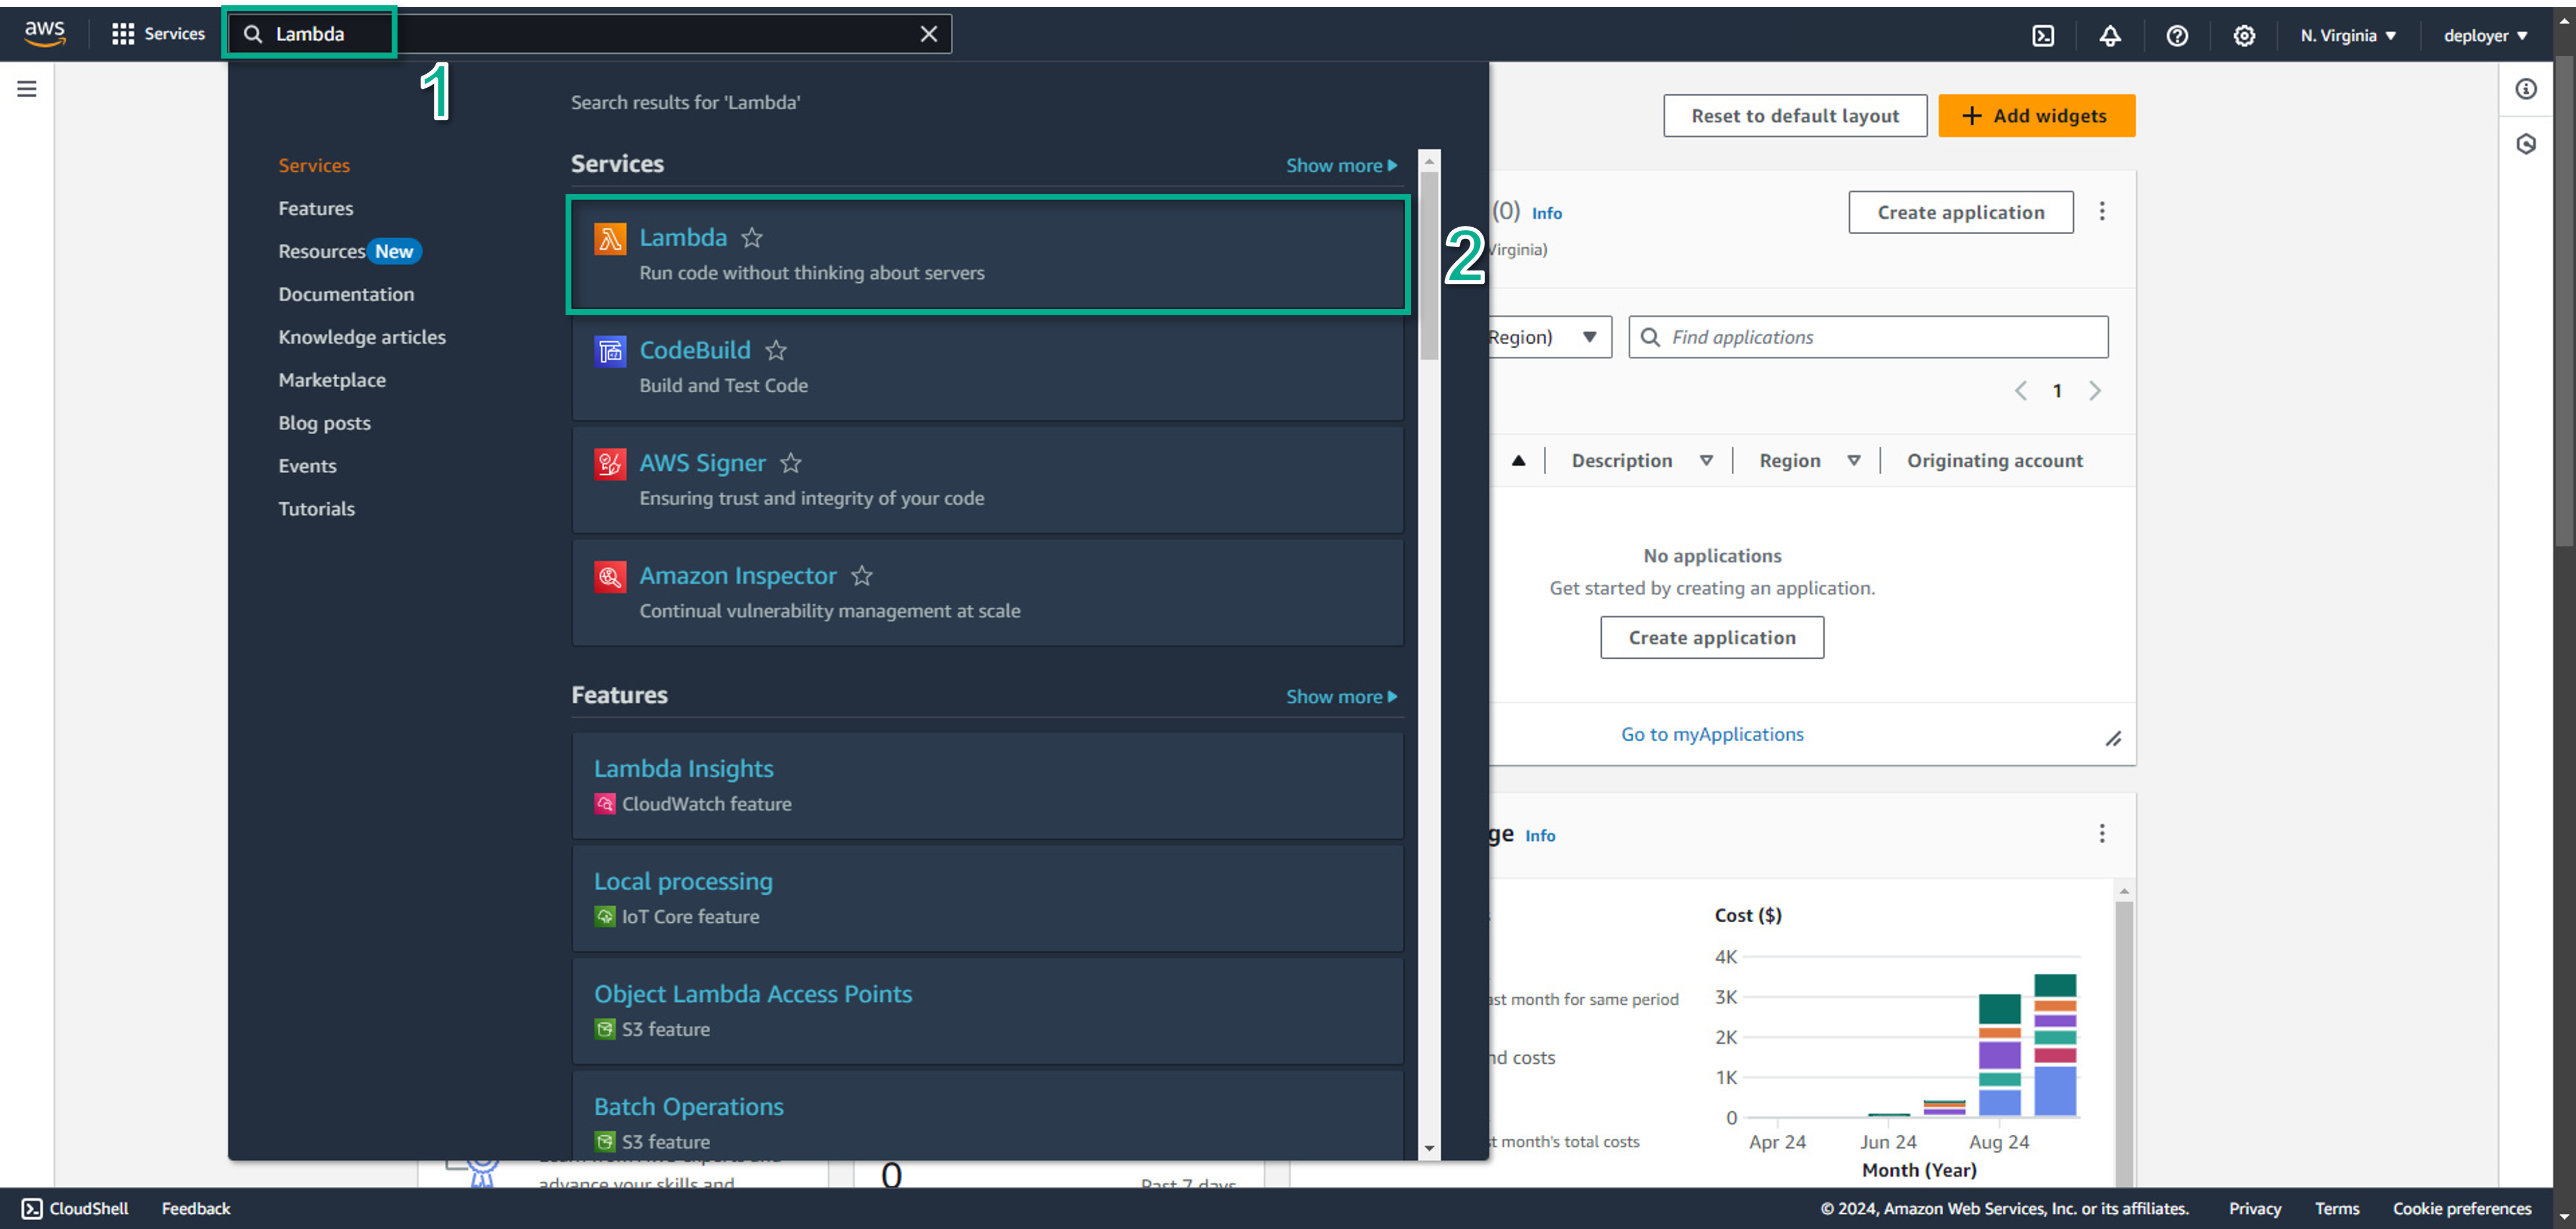 aws
Services
Lambda
N. Virginia
deployer
1
Search results for 'Lambda'
Services
Features
Resources New
Documentation
Knowledge articles
Marketplace
Blog posts
Events
Tutorials
Services
Show more
Lambda
Run code without thinking about servers
2
CodeBuild
Build and Test Code
AWS Signer
Ensuring trust and integrity of your code
Amazon Inspector
Continual vulnerability management at scale
Features
Show more
Lambda Insights
CloudWatch feature
Local processing
IoT Core feature
Object Lambda Access Points
S3 feature
Batch Operations
S3 feature
Reset to default layout
+ Add widgets
(0) Info
Virginia)
Create application
Region)
Find applications
1
Description
Region
Originating account
No applications
Get started by creating an application.
Create application
Go to myApplications
ge Info
Cost ($)
4K
3K
2K
1K
0
Apr 24
Jun 24
Aug 24
Month (Year)
ast month for same period
nd costs
t month's total costs
advance your skills and
0
Past 7 days
CloudShell
Feedback
© 2024, Amazon Web Services, Inc. or its affiliates.
Privacy
Terms
Cookie preferences